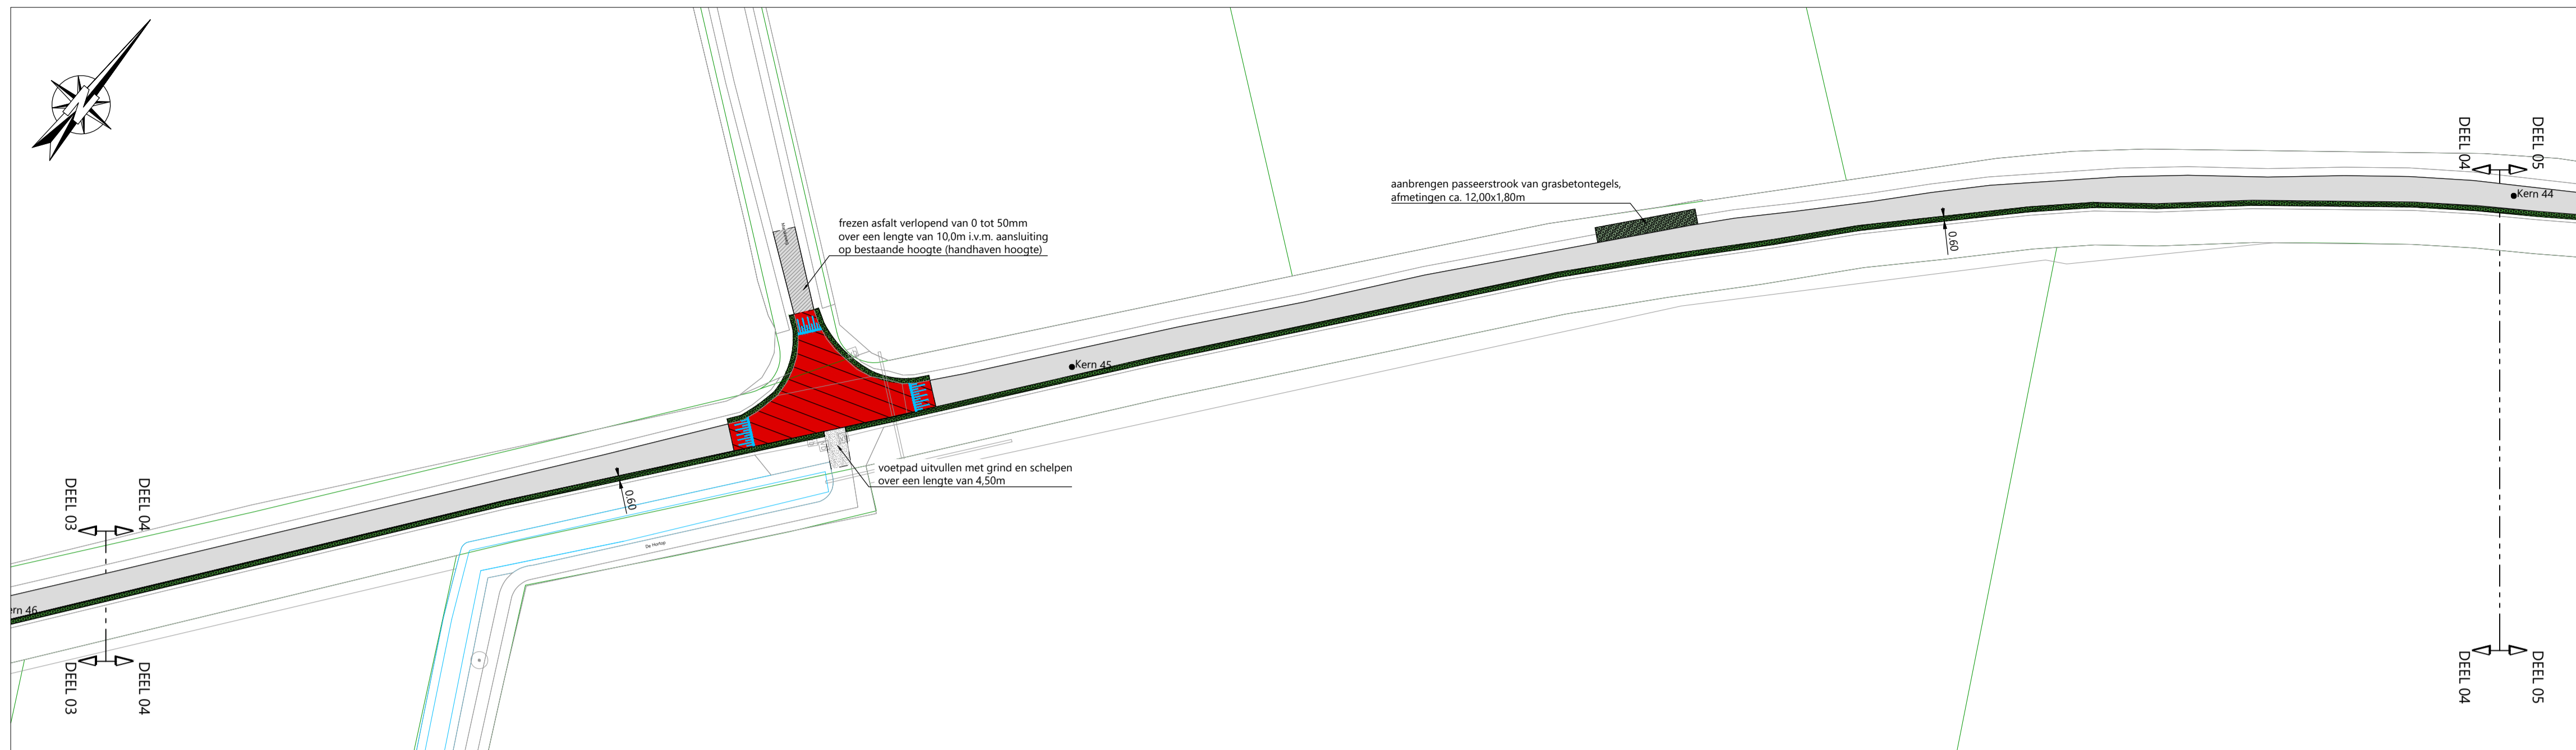 frezen asfalt verlopend van 0 tot 50mm
over een lengte van 10,0m i.v.m. aansluiting
op bestaande hoogte (handhaven hoogte)
aanbrengen passeerstrook van grasbetontegels,
afmetingen ca. 12,00x1,80m
DEEL 04
DEEL 05
Kern 44
0.60
Kern 45
voetpad uitvullen met grind en schelpen
over een lengte van 4,50m
0.60
DEEL 03
DEEL 04
De Hortop
ern 46
DEEL 03
DEEL 04
DEEL 04
DEEL 05